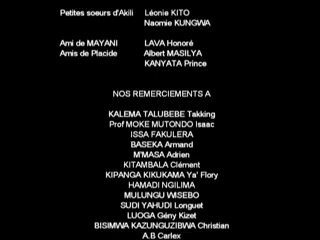 Petites soeurs d'Akili Léonie KITO
Naomie KUNGWA
Ami de MAYANI LAVA Honoré
Amis de Placide Albert MASILYA
KANYATA Prince
NOS REMERCIEMENTS A
KALEMA TALUBEBE Takking
Prof MOKE MUTONDO Isaac
ISSA FAKULERA
BASEKA Armand
M'MASA Adrien
KITAMBALA Clément
KIPANGA KIKUKAMA Ya' Flory
HAMADI NGILIMA
MULUNGU WISEBO
SUDI YAHUDI Longuet
LUOGA Gény Kizet
BISIMWA KAZUNGUZIBWA Christian
A.B Carlex